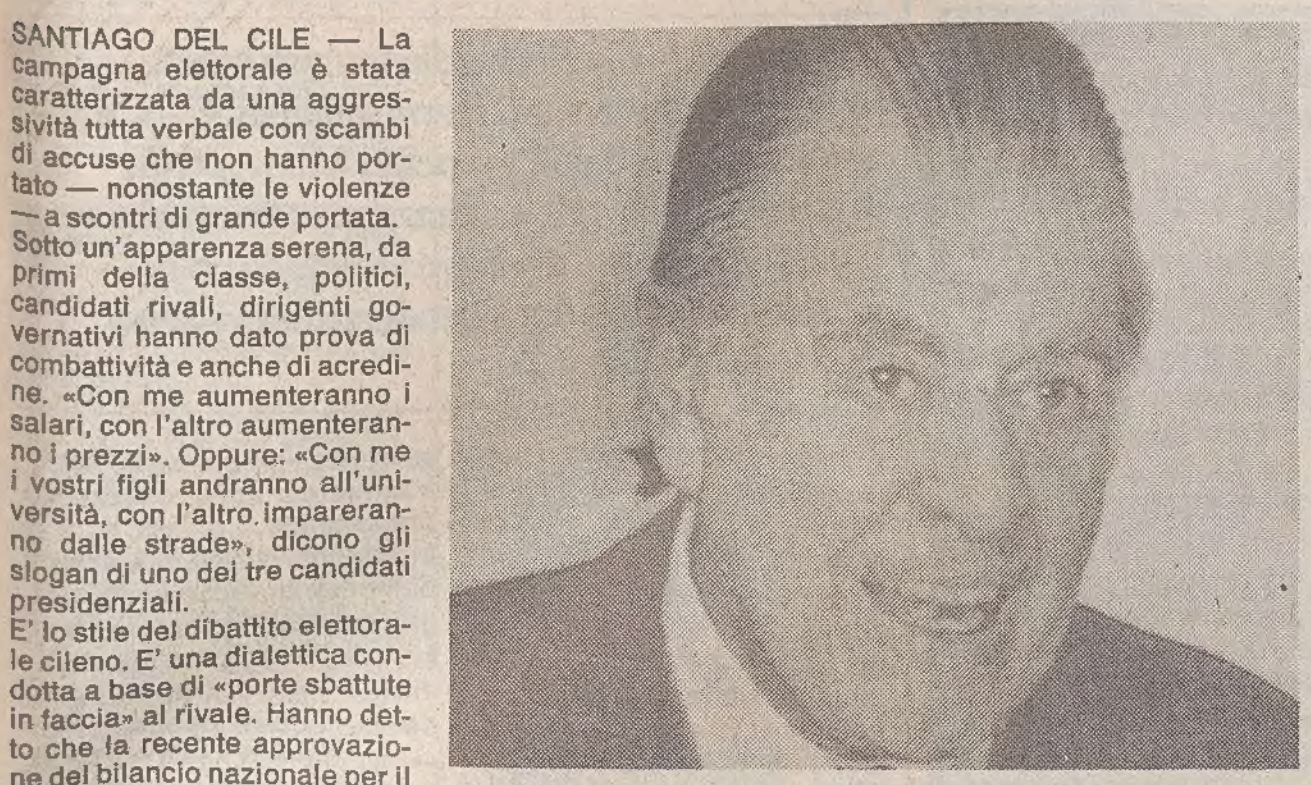 SANTIAGO DEL CILE — La
campagna elettorale è stata
caratterizzata da una aggres-
sività tutta verbale con scambi
di accuse che non hanno por-
tato — nonostante le violenze
— a scontri di grande portata.
Sotto un'apparenza serena, da
primi della classe, politici,
candidati rivali, dirigenti go-
vernativi hanno dato prova di
combattività e anche di acredi-
ne. «Con me aumenteranno i
salari, con l'altro aumenteran-
no i prezzi». Oppure: «Con me
i vostri figli andranno all'uni-
versità, con l'altro impareran-
no dalle strade», dicono gli
slogan di uno dei tre candidati
presidenziali.
E' lo stile del dibattito elettora-
le cileno. E' una dialettica con-
dotta a base di «porte sbattute
in faccia» al rivale. Hanno det-
to che la recente approvazio-
ne del bilancio nazionale per il